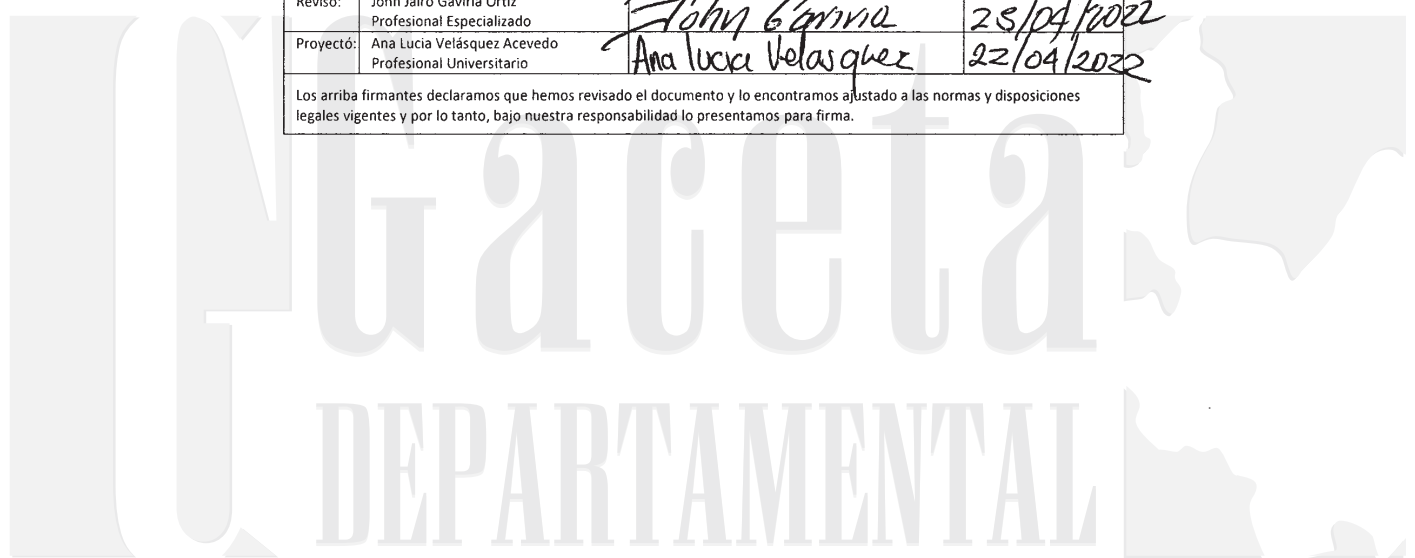 Revisó: John Jairo Gaviria Ortiz
Profesional Especializado
John Gaviria 25/04/2022
Proyectó: Ana Lucia Velásquez Acevedo
Profesional Universitario
Ana lucia Velasquez 22/04/2022
Los arriba firmantes declaramos que hemos revisado el documento y lo encontramos ajustado a las normas y disposiciones
legales vigentes y por lo tanto, bajo nuestra responsabilidad lo presentamos para firma.
Gaceta
DEPARTAMENTAL